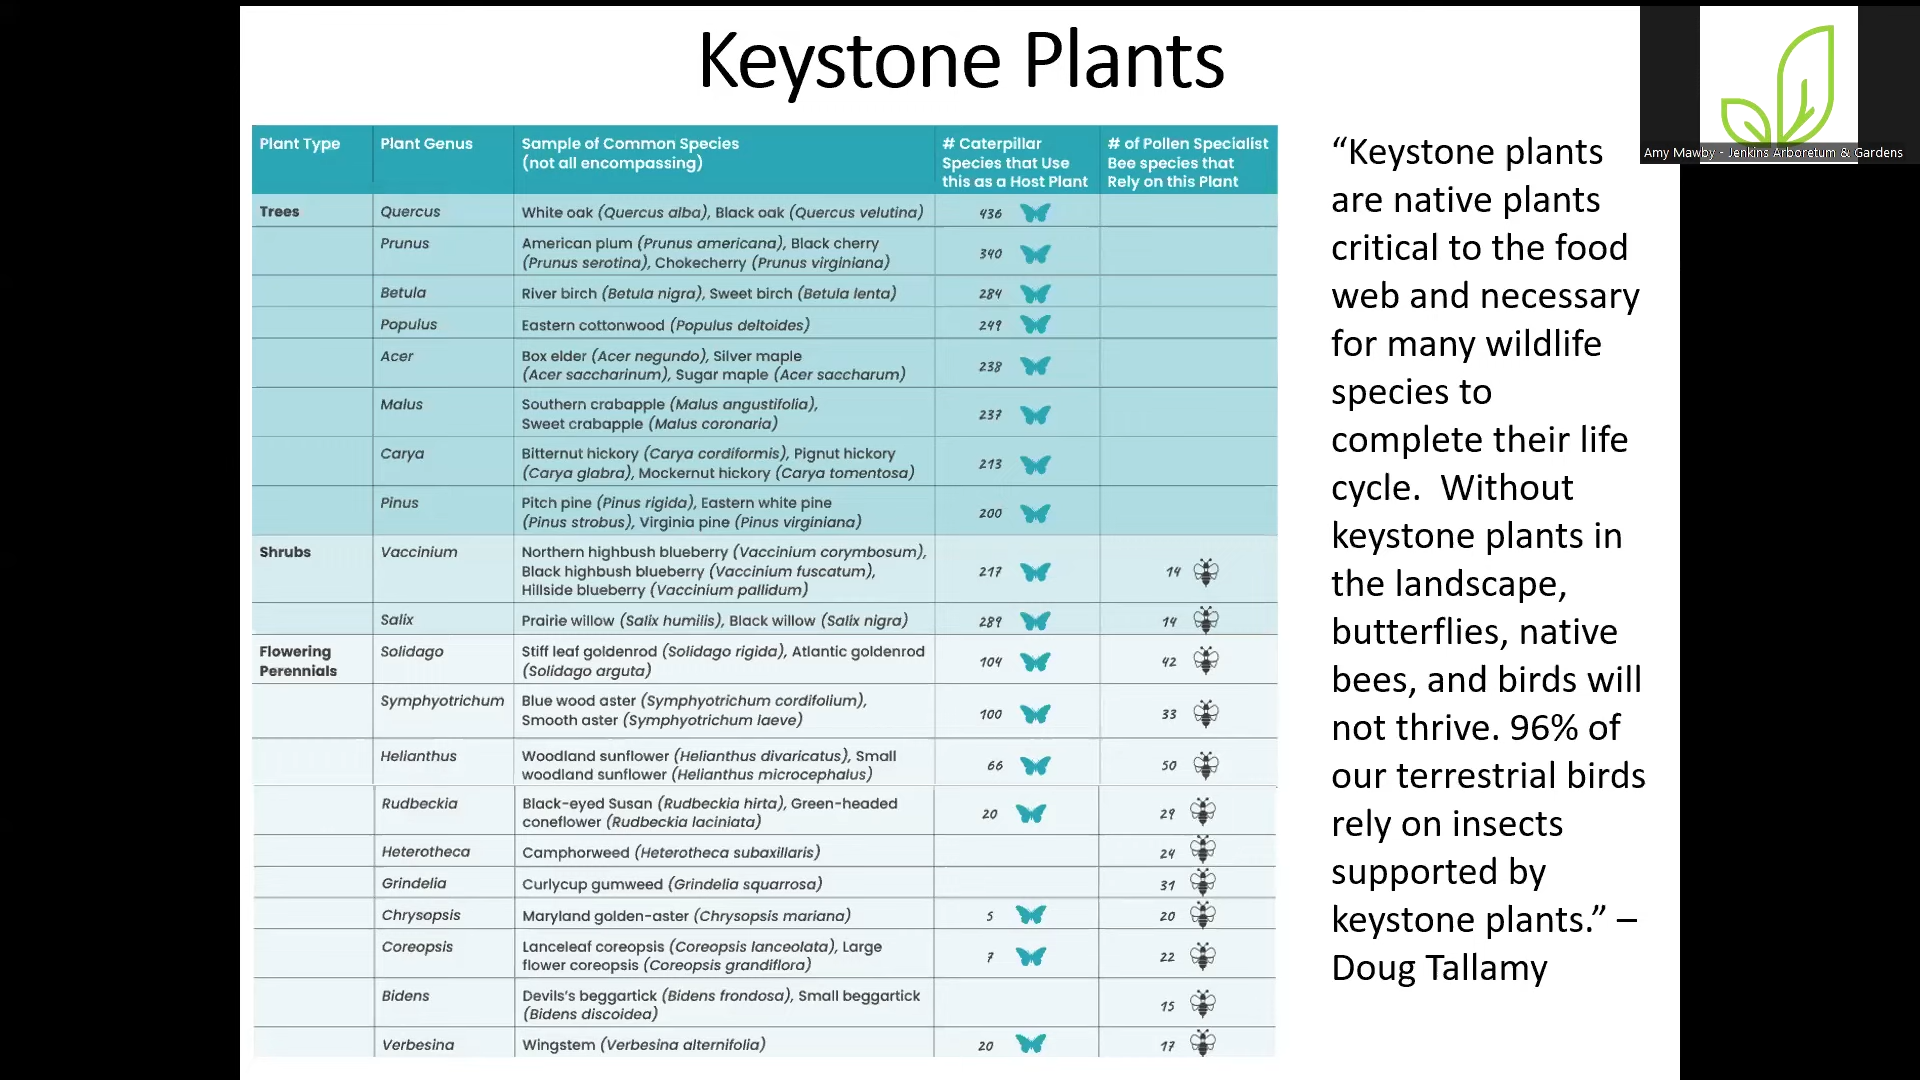 Keystone Plants
Amy Mawby - Jenkins Arboretum & Gardens
Plant Type Plant Genus Sample of Common Species (not all encompassing) # Caterpillar Species that Use this as a Host Plant # of Pollen Specialist Bee species that Rely on this Plant
Trees Quercus White oak (Quercus alba), Black oak (Quercus velutina) 436
Prunus American plum (Prunus americana), Black cherry
(Prunus serotina), Chokecherry (Prunus virginiana) 340
Betula River birch (Betula nigra), Sweet birch (Betula lenta) 284
Populus Eastern cottonwood (Populus deltoides) 249
Acer Box elder (Acer negundo), Silver maple
(Acer saccharinum), Sugar maple (Acer saccharum) 238
Malus Southern crabapple (Malus angustifolia),
Sweet crabapple (Malus coronaria) 237
Carya Bitternut hickory (Carya cordiformis), Pignut hickory
(Carya glabra), Mockernut hickory (Carya tomentosa) 213
Pinus Pitch pine (Pinus rigida), Eastern white pine
(Pinus strobus), Virginia pine (Pinus virginiana) 200
Shrubs Vaccinium Northern highbush blueberry (Vaccinium corymbosum),
Black highbush blueberry (Vaccinium fuscatum),
Hillside blueberry (Vaccinium pallidum) 217 14
Salix Prairie willow (Salix humilis), Black willow (Salix nigra) 289 14
Flowering Perennials Solidago Stiff leaf goldenrod (Solidago rigida), Atlantic goldenrod
(Solidago arguta) 104 42
Symphyotrichum Blue wood aster (Symphyotrichum cordifolium),
Smooth aster (Symphyotrichum laeve) 100 33
Helianthus Woodland sunflower (Helianthus divaricatus), Small
woodland sunflower (Helianthus microcephalus) 66 50
Rudbeckia Black-eyed Susan (Rudbeckia hirta), Green-headed
coneflower (Rudbeckia laciniata) 20 29
Heterotheca Camphorweed (Heterotheca subaxillaris) 24
Grindelia Curlycup gumweed (Grindelia squarrosa) 31
Chrysopsis Maryland golden-aster (Chrysopsis mariana) 5 20
Coreopsis Lanceleaf coreopsis (Coreopsis lanceolata), Large
flower coreopsis (Coreopsis grandiflora) 7 22
Bidens Devils's beggartick (Bidens frondosa), Small beggartick
(Bidens discoidea) 15
Verbesina Wingstem (Verbesina alternifolia) 20 17
“Keystone plants
are native plants
critical to the food
web and necessary
for many wildlife
species to
complete their life
cycle.  Without
keystone plants in
the landscape,
butterflies, native
bees, and birds will
not thrive. 96% of
our terrestrial birds
rely on insects
supported by
keystone plants.” –
Doug Tallamy